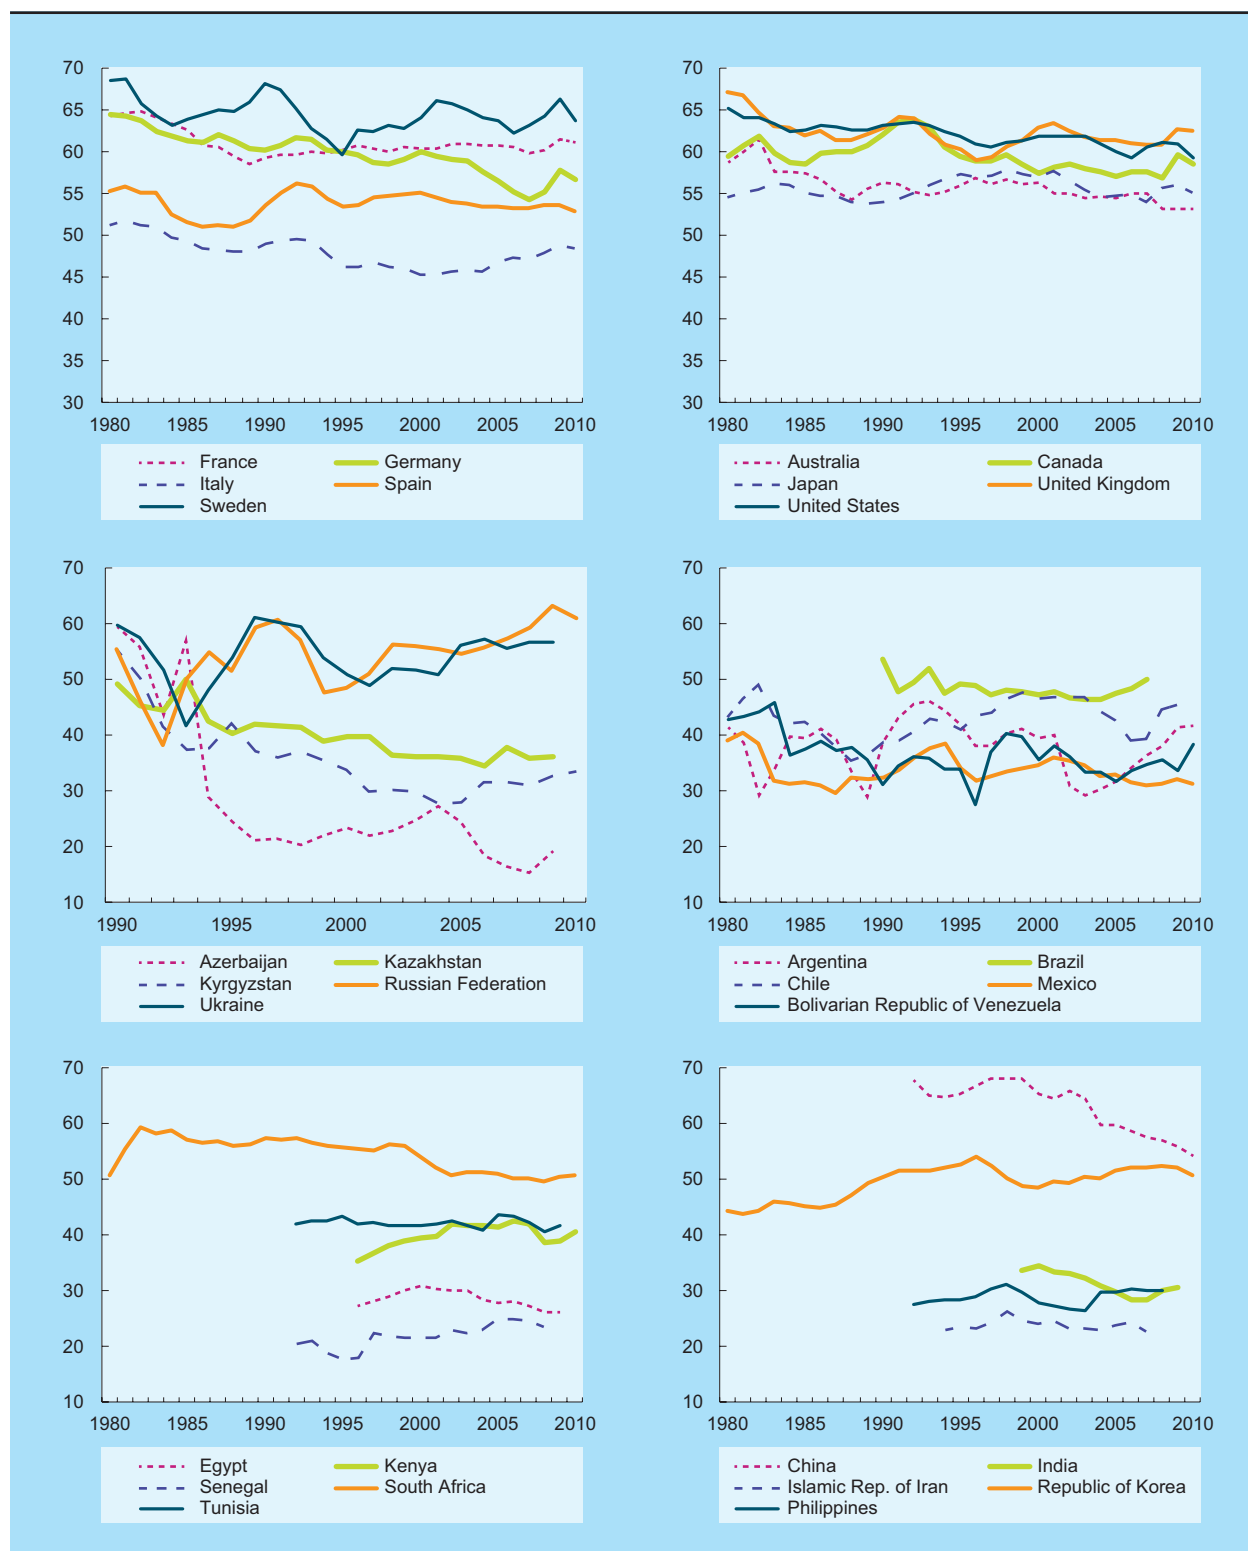 70
65
60
55
50
45
40
35
30
1980 1985 1990 1995 2000 2005 2010
France Germany
Italy Spain
Sweden
70
65
60
55
50
45
40
35
30
1980 1985 1990 1995 2000 2005 2010
Australia Canada
Japan United Kingdom
United States
70
60
50
40
30
20
10
1990 1995 2000 2005 2010
Azerbaijan Kazakhstan
Kyrgyzstan Russian Federation
Ukraine
70
60
50
40
30
20
10
1980 1985 1990 1995 2000 2005 2010
Argentina Brazil
Chile Mexico
Bolivarian Republic of Venezuela
70
60
50
40
30
20
10
1980 1985 1990 1995 2000 2005 2010
Egypt Kenya
Senegal South Africa
Tunisia
70
60
50
40
30
20
10
1980 1985 1990 1995 2000 2005 2010
China India
Islamic Rep. of Iran Republic of Korea
Philippines